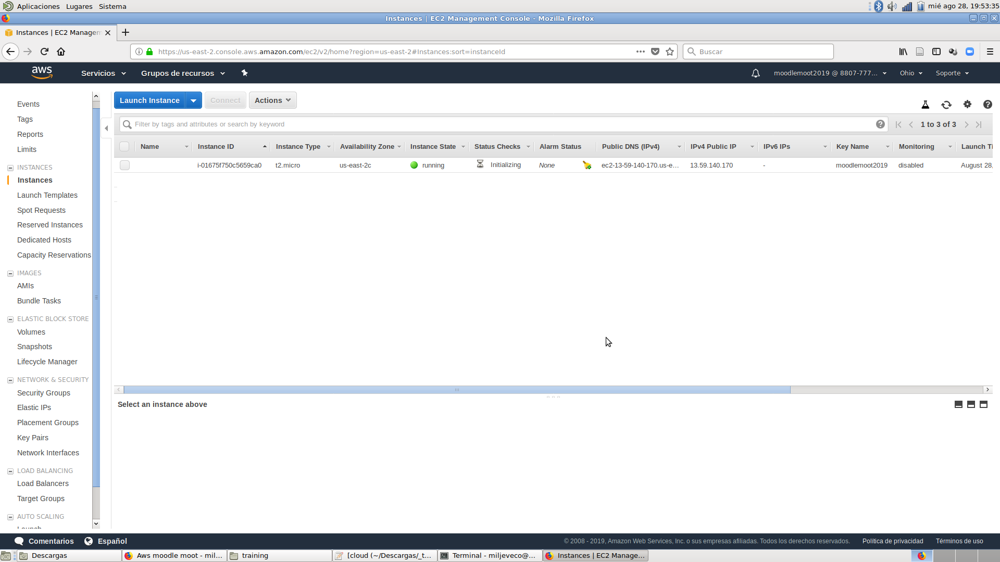 Aplicaciones Lugares Sistema
mié ago 28, 19:53:35
Instances | EC2 Management Console - Mozilla Firefox
Instances | EC2 Managem
https://us-east-2.console.aws.amazon.com/ec2/v2/home?region=us-east-2#Instances:sort=instanceId
Buscar
aws Servicios Grupos de recursos moodlemoot2019 @ 8807-777... Ohio Soporte
Events
Tags
Reports
Limits
INSTANCES
Instances
Launch Templates
Spot Requests
Reserved Instances
Dedicated Hosts
Capacity Reservations
IMAGES
AMIs
Bundle Tasks
ELASTIC BLOCK STORE
Volumes
Snapshots
Lifecycle Manager
NETWORK & SECURITY
Security Groups
Elastic IPs
Placement Groups
Key Pairs
Network Interfaces
LOAD BALANCING
Load Balancers
Target Groups
AUTO SCALING
Launch
Launch Instance Connect Actions
Filter by tags and attributes or search by keyword
1 to 3 of 3
Name Instance ID Instance Type Availability Zone Instance State Status Checks Alarm Status Public DNS (IPv4) IPv4 Public IP IPv6 IPs Key Name Monitoring Launch Ti
i-01675f750c5659ca0 t2.micro us-east-2c running Initializing None ec2-13-59-140-170.us-e... 13.59.140.170 - moodlemoot2019 disabled August 28,
Select an instance above
Comentarios Español
© 2008 - 2019, Amazon Web Services, Inc. o sus empresas afiliadas. Todos los derechos reservados. Política de privacidad Términos de uso
Descargas
Aws moodle moot - mil...
training
[cloud (~/Descargas/_t...
Terminal - miljeveco@...
Instances | EC2 Manage...